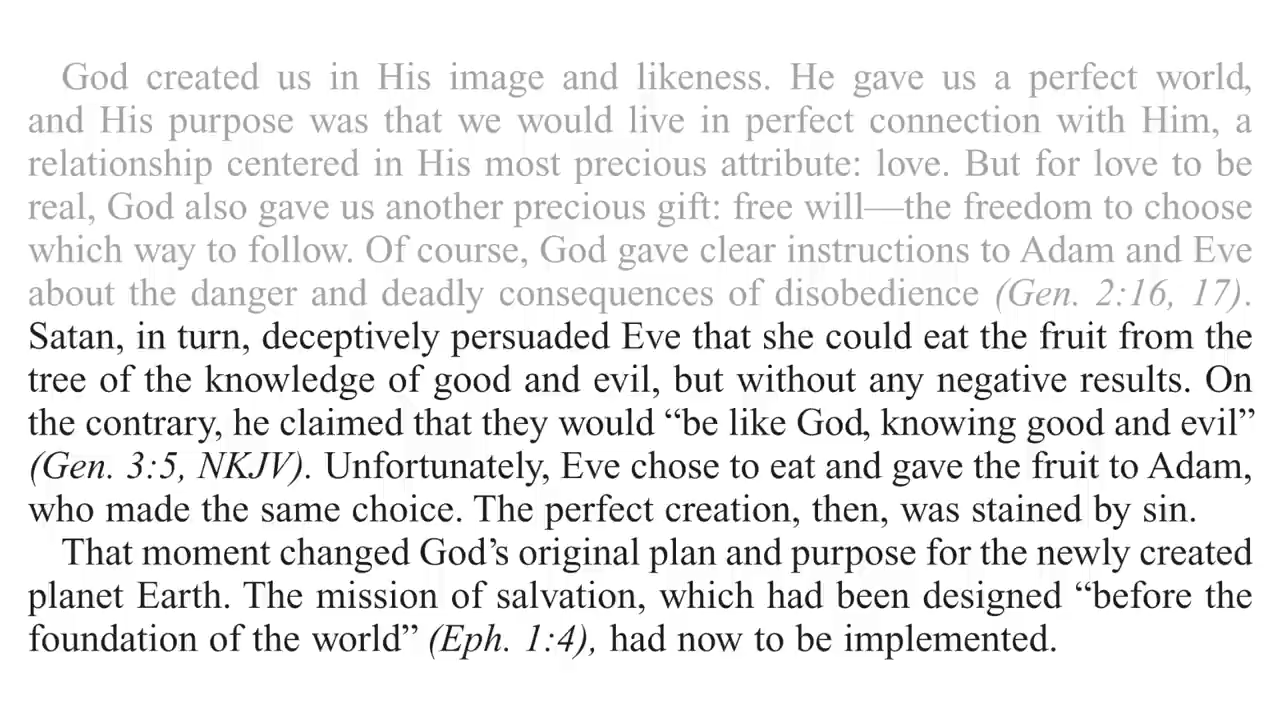 God created us in His image and likeness. He gave us a perfect world,
and His purpose was that we would live in perfect connection with Him, a
relationship centered in His most precious attribute: love. But for love to be
real, God also gave us another precious gift: free will—the freedom to choose
which way to follow. Of course, God gave clear instructions to Adam and Eve
about the danger and deadly consequences of disobedience (Gen. 2:16, 17).
Satan, in turn, deceptively persuaded Eve that she could eat the fruit from the
tree of the knowledge of good and evil, but without any negative results. On
the contrary, he claimed that they would “be like God, knowing good and evil”
(Gen. 3:5, NKJV). Unfortunately, Eve chose to eat and gave the fruit to Adam,
who made the same choice. The perfect creation, then, was stained by sin.
That moment changed God’s original plan and purpose for the newly created
planet Earth. The mission of salvation, which had been designed “before the
foundation of the world” (Eph. 1:4), had now to be implemented.